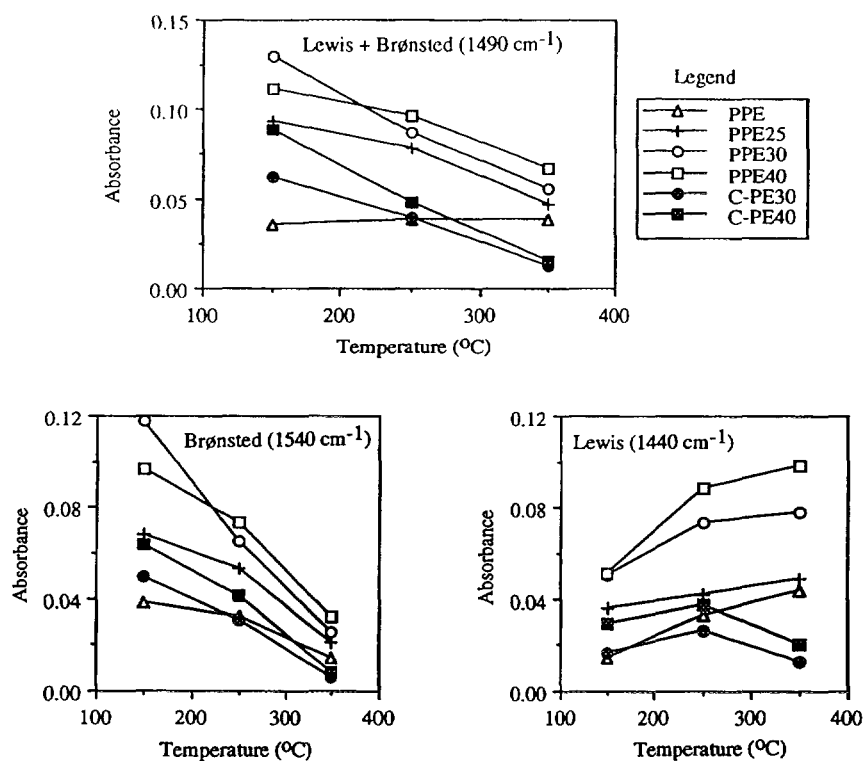 Lewis + Brønsted (1490 cm-1)
0.15
0.10
0.05
0.00
Absorbance
100 200 300 400
Temperature (°C)
Legend
PPE
PPE25
PPE30
PPE40
C-PE30
C-PE40
Brønsted (1540 cm-1)
0.12
0.08
0.04
0.00
Absorbance
100 200 300 400
Temperature (°C)
Lewis (1440 cm-1)
0.12
0.08
0.04
0.00
Absorbance
100 200 300 400
Temperature (°C)